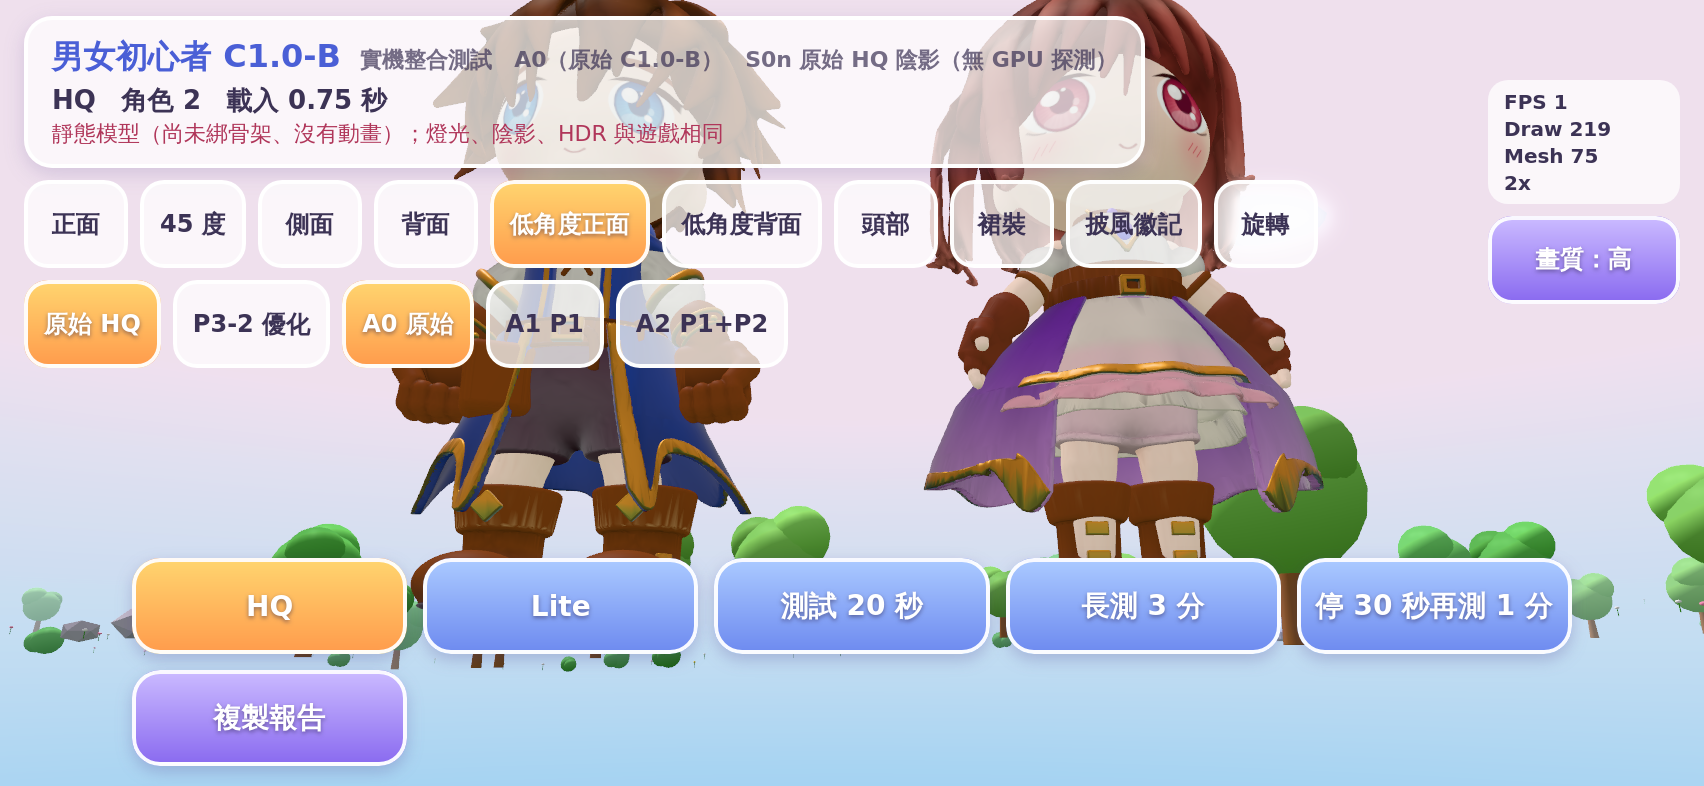 男女初心者 C1.0-B 實機整合測試 A0（原始 C1.0-B） S0n 原始 HQ 陰影（無 GPU 探測）
HQ 角色 2 載入 0.75 秒
靜態模型（尚未綁骨架、沒有動畫）；燈光、陰影、HDR 與遊戲相同
FPS 1
Draw 219
Mesh 75
2x
畫質：高
正面 45 度 側面 背面 低角度正面 低角度背面 頭部 裙裝 披風徽記 旋轉
原始 HQ P3-2 優化 A0 原始 A1 P1 A2 P1+P2
HQ Lite 測試 20 秒 長測 3 分 停 30 秒再測 1 分
複製報告